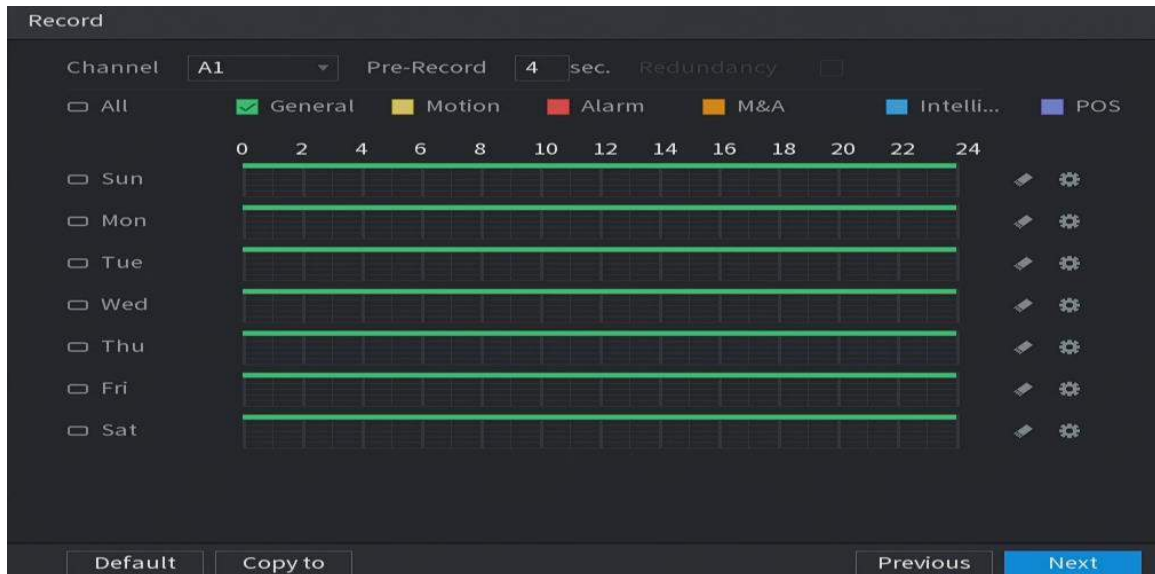 Record
Channel A1 Pre-Record 4 sec. Redundancy
All General Motion Alarm M&A Intelli... POS
0 2 4 6 8 10 12 14 16 18 20 22 24
Sun
Mon
Tue
Wed
Thu
Fri
Sat
Default Copy to Previous Next